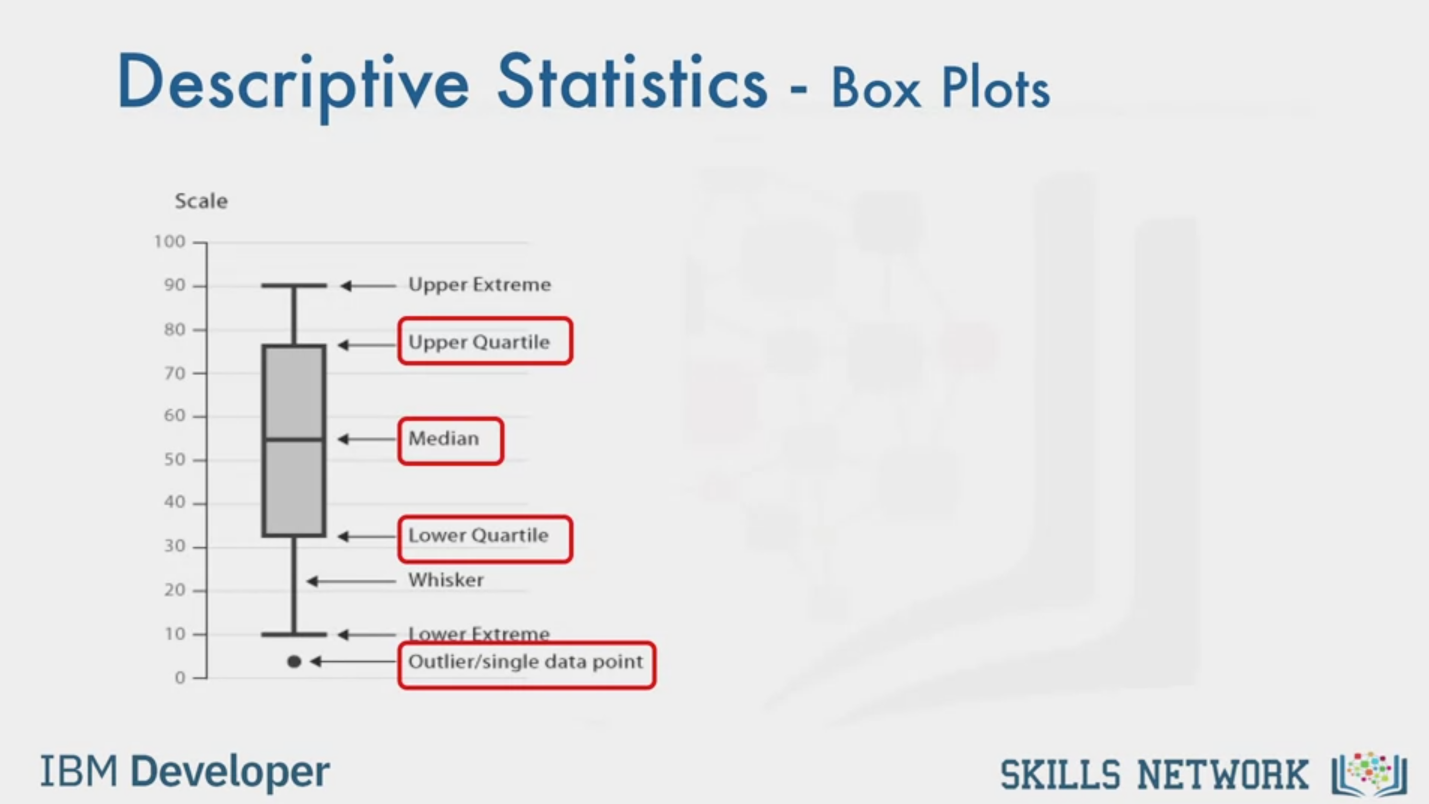 Descriptive Statistics - Box Plots
Scale
100
90
Upper Extreme
80
Upper Quartile
70
60
Median
50
40
Lower Quartile
30
Whisker
20
10
Lower Extreme
Outlier/single data point
0
IBM Developer
SKILLS NETWORK